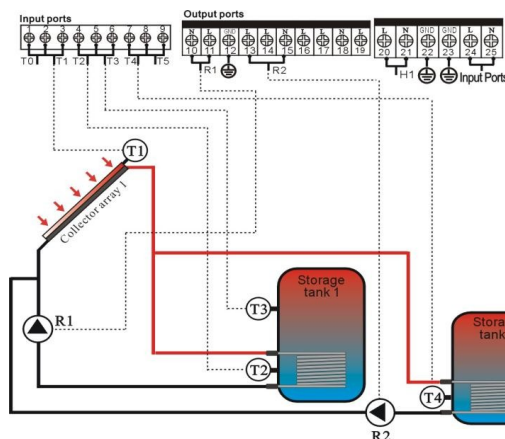 Input ports
Output ports
1 2 3 4 5 6 7 8 9
N L GND L L N N N L
10 11 12 13 14 15 16 17 18 19
L N GND GND L N
20 21 22 23 24 25
T0 T1 T2 T3 T4 T5
R1 R2
H1 Input Ports
T1
Collector array 1
Storage
tank 1
T3
R1
T2
Storage
tank
T4
R2